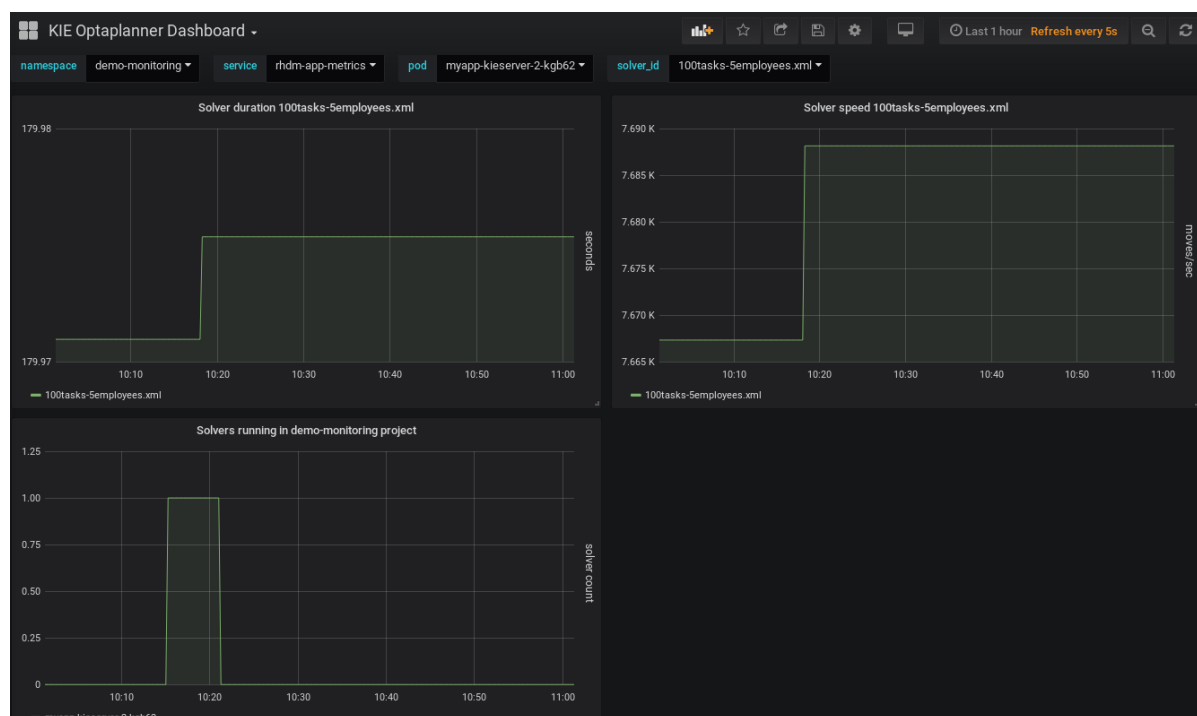 KIE Optaplanner Dashboard
Last 1 hour Refresh every 5s
namespace demo-monitoring service rhdm-app-metrics pod myapp-kieserver-2-kgb62 solver_id 100tasks-5employees.xml
Solver duration 100tasks-5employees.xml
179.98
179.97
seconds
10:10 10:20 10:30 10:40 10:50 11:00
100tasks-5employees.xml
Solver speed 100tasks-5employees.xml
7.690 K
7.685 K
7.680 K
7.675 K
7.670 K
7.665 K
moves/sec
10:10 10:20 10:30 10:40 10:50 11:00
100tasks-5employees.xml
Solvers running in demo-monitoring project
1.25
1.00
0.75
0.50
0.25
0
solver count
10:10 10:20 10:30 10:40 10:50 11:00